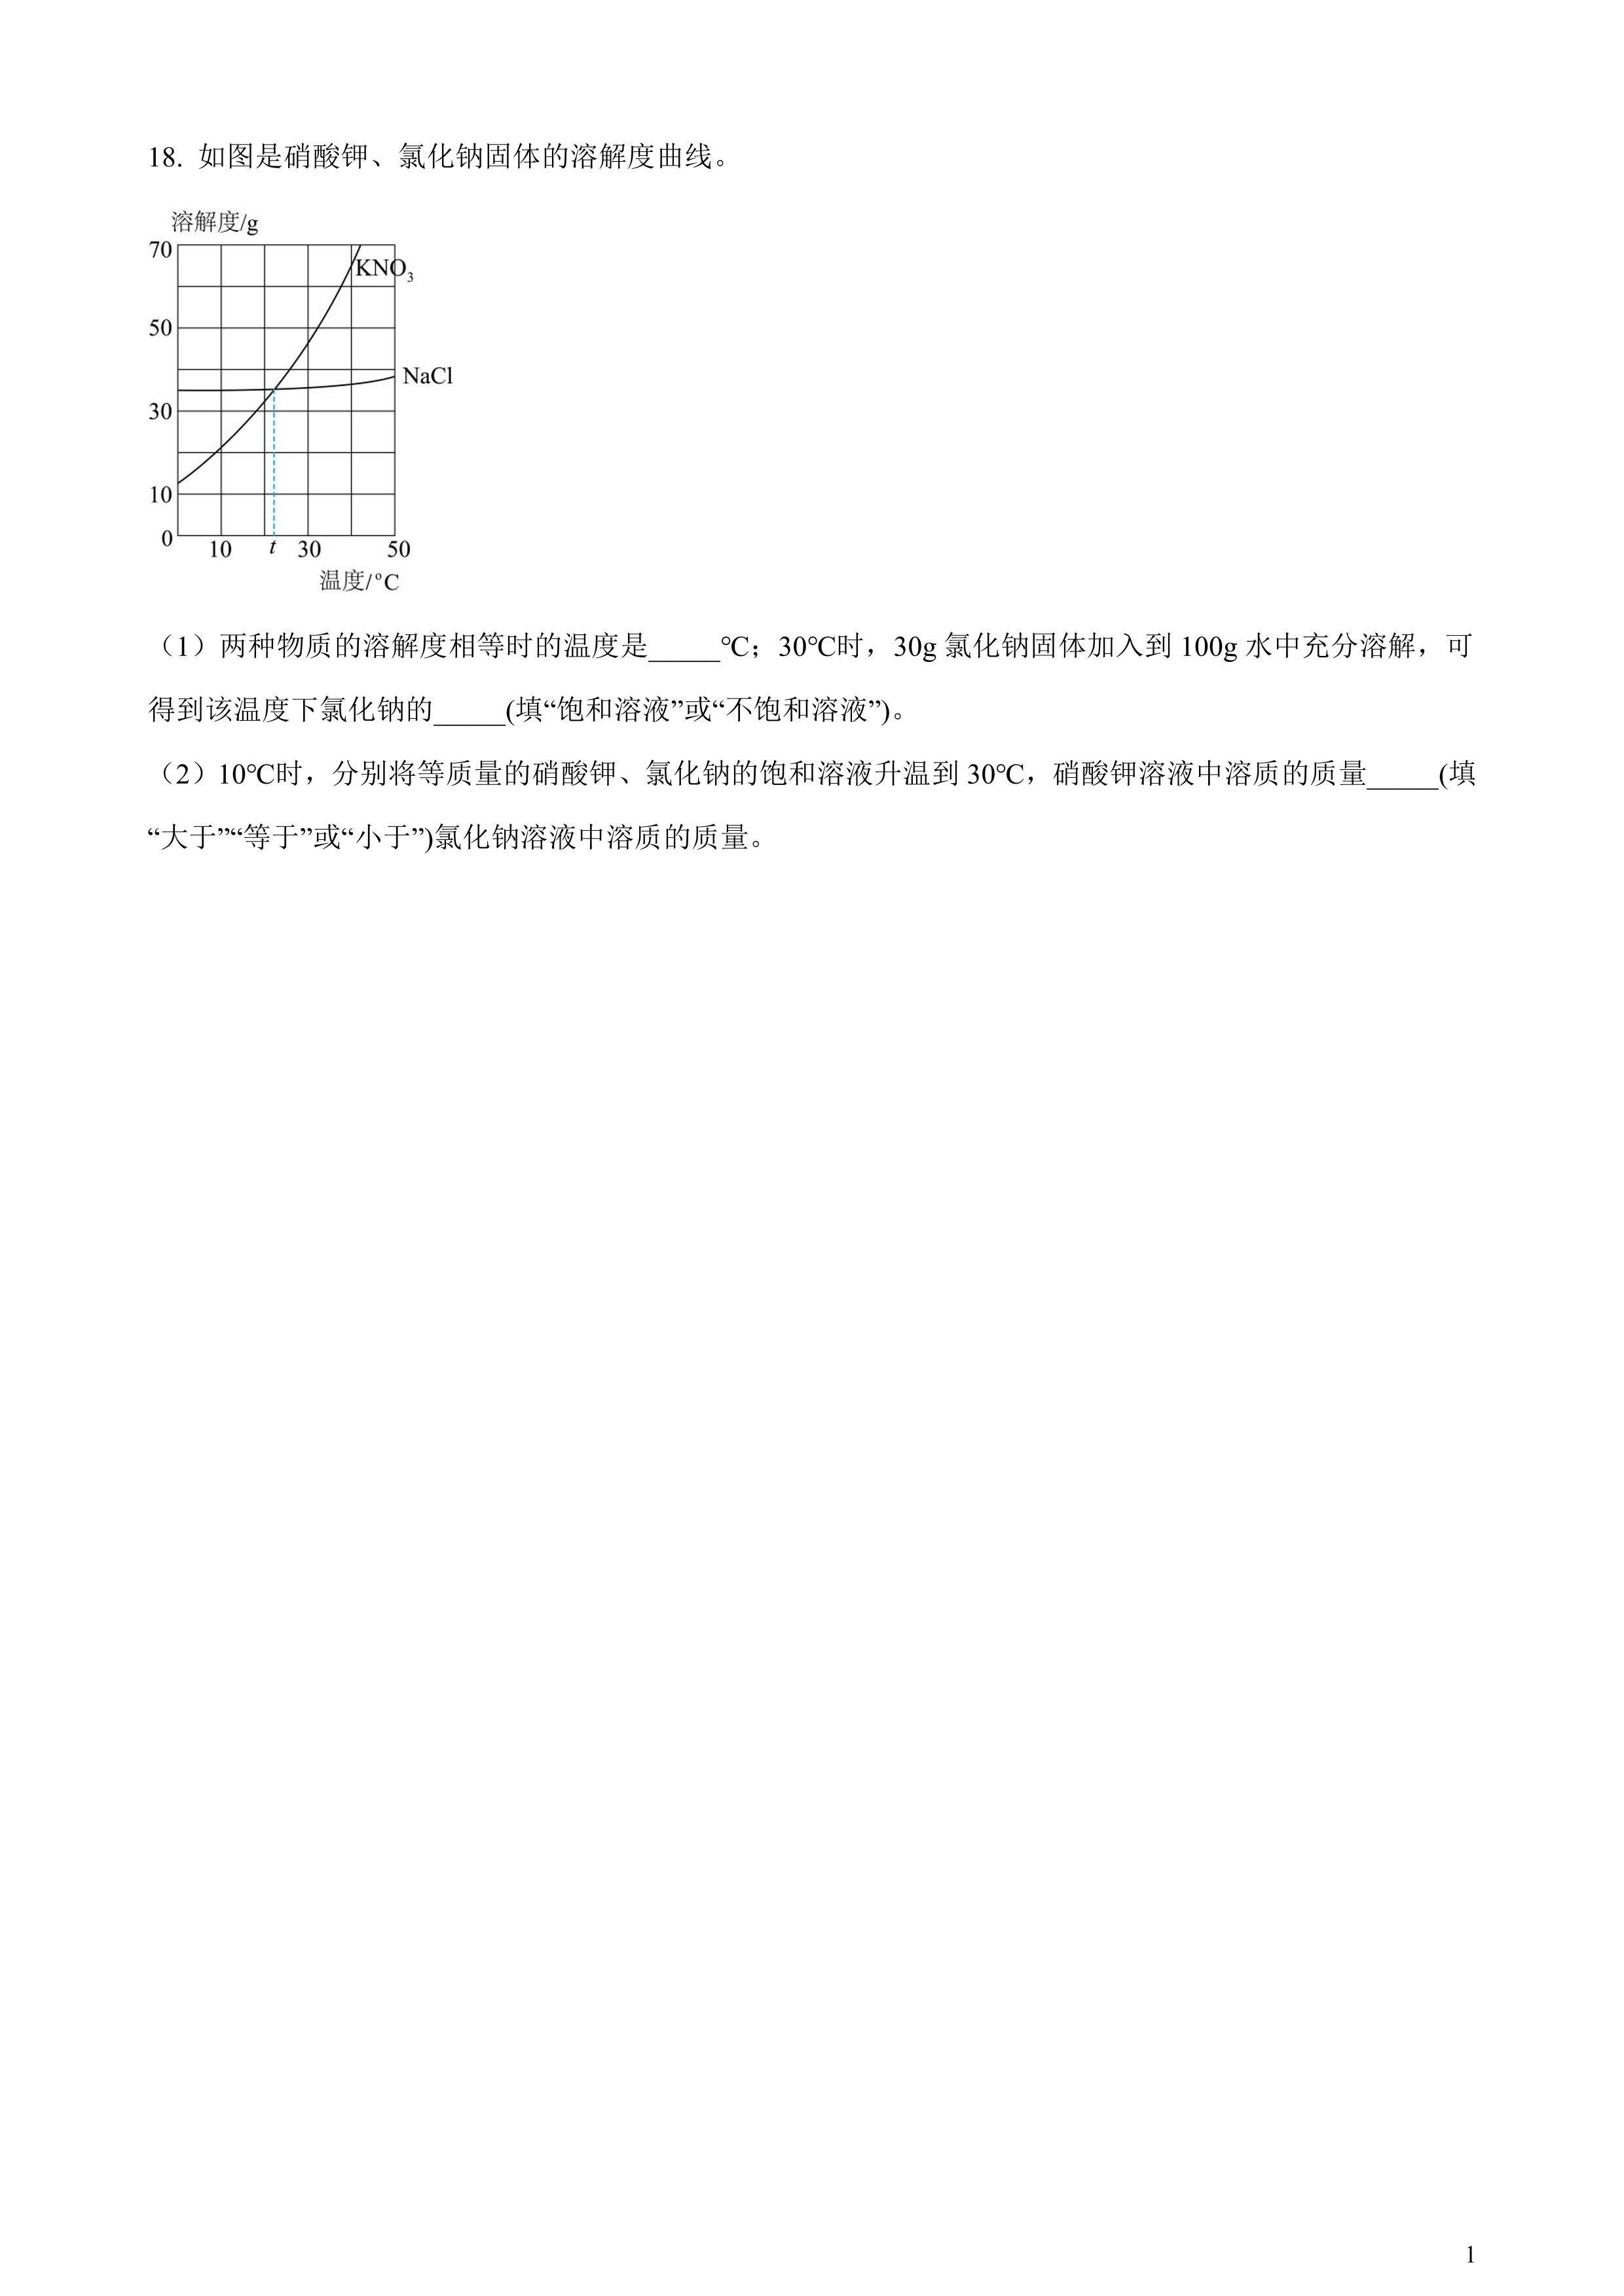 18. 如图是硝酸钾、氯化钠固体的溶解度曲线。
溶解度/g
70
KNO₃
50
NaCl
30
10
0
10 t 30 50
温度/°C
（1）两种物质的溶解度相等时的温度是_____℃；30℃时，30g 氯化钠固体加入到 100g 水中充分溶解，可
得到该温度下氯化钠的_____(填“饱和溶液”或“不饱和溶液”)。
（2）10℃时，分别将等质量的硝酸钾、氯化钠的饱和溶液升温到 30℃，硝酸钾溶液中溶质的质量_____(填
“大于”“等于”或“小于”)氯化钠溶液中溶质的质量。
1